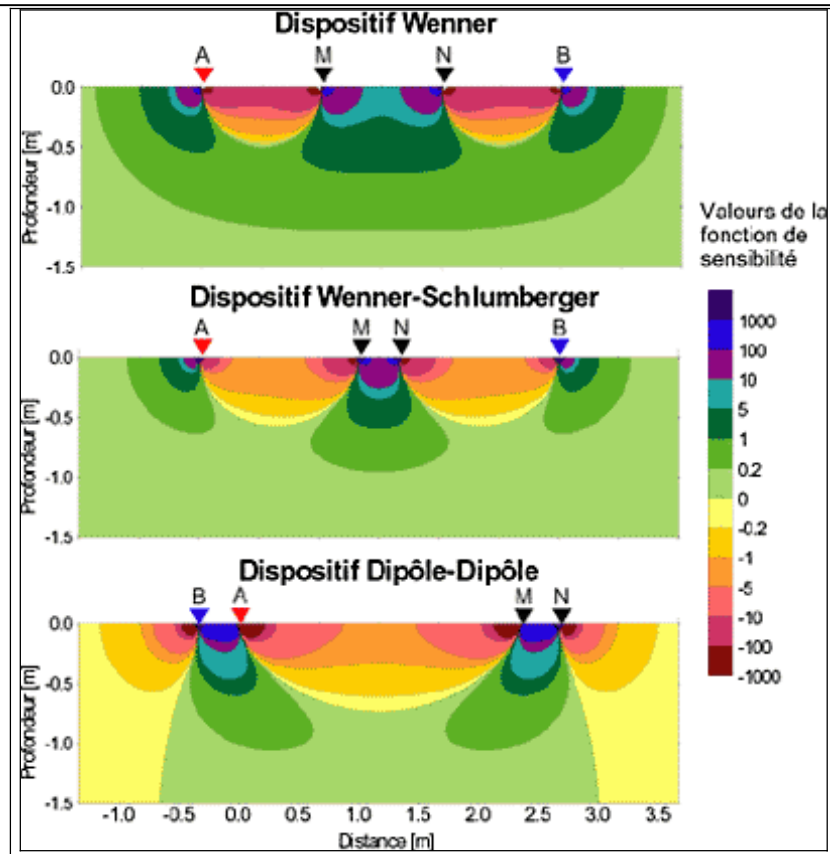 Dispositif Wenner
A M N B
0.0
-0.5
-1.0
-1.5
Profondeur [m]
Dispositif Wenner-Schlumberger
A M N B
0.0
-0.5
-1.0
-1.5
Profondeur [m]
Dispositif Dipôle-Dipôle
B A M N
0.0
-0.5
-1.0
-1.5
Profondeur [m]
-1.0 -0.5 0.0 0.5 1.0 1.5 2.0 2.5 3.0 3.5
Distance [m]
Valeurs de la
fonction de
sensibilité
1000
100
10
5
1
0.2
0
-0.2
-1
-5
-10
-100
-1000